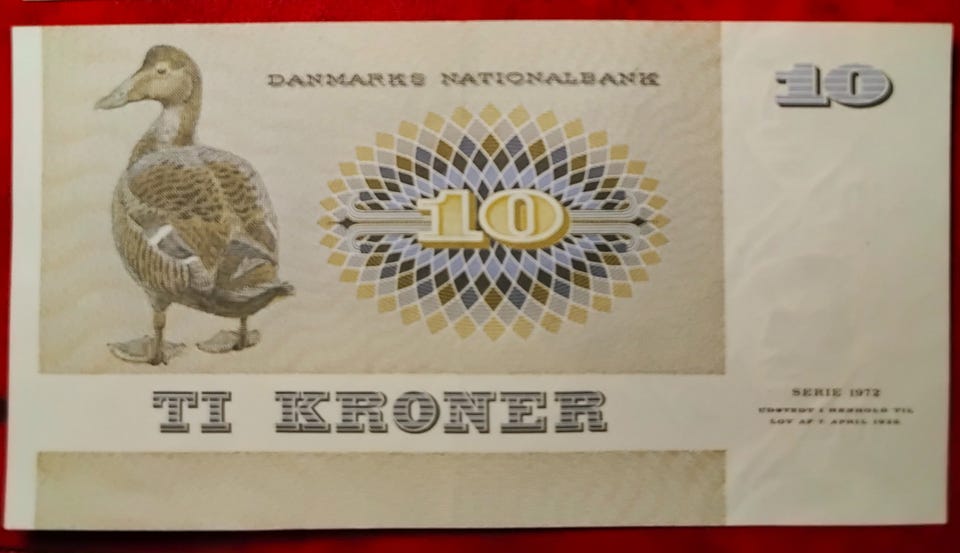 DANMARKS NATIONALBANK
10
10
TI KRONER
SERIE 1972
UDSTEDT I HENHOLD TIL
LOV AF 7. APRIL 1936